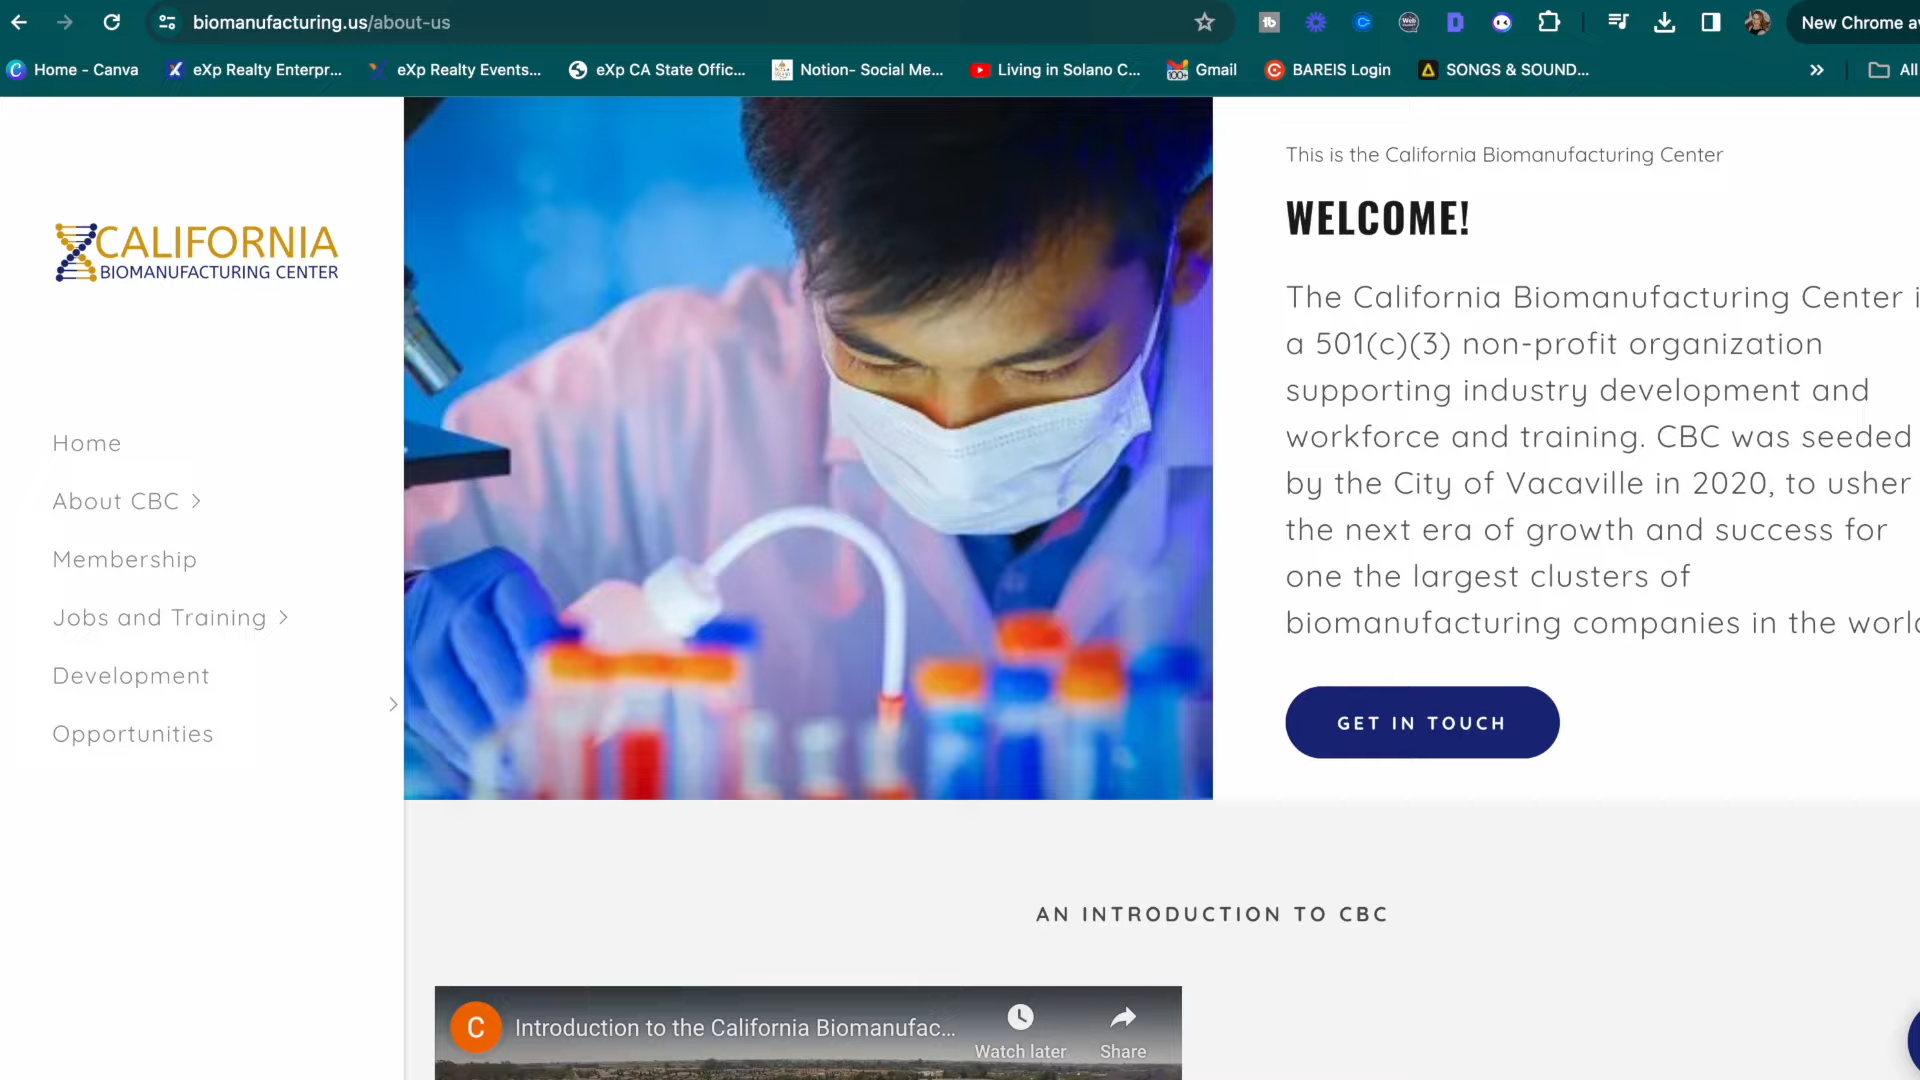 biomanufacturing.us/about-us
New Chrome av
Home - Canva
eXp Realty Enterpr...
eXp Realty Events...
eXp CA State Offic...
Notion- Social Me...
Living in Solano C...
Gmail
BAREIS Login
SONGS & SOUND...
All
CALIFORNIA
BIOMANUFACTURING CENTER
Home
About CBC
Membership
Jobs and Training
Development
Opportunities
This is the California Biomanufacturing Center
WELCOME!
The California Biomanufacturing Center i
a 501(c)(3) non-profit organization
supporting industry development and
workforce and training. CBC was seeded
by the City of Vacaville in 2020, to usher
the next era of growth and success for
one the largest clusters of
biomanufacturing companies in the world
GET IN TOUCH
AN INTRODUCTION TO CBC
C
Introduction to the California Biomanufac...
Watch later
Share